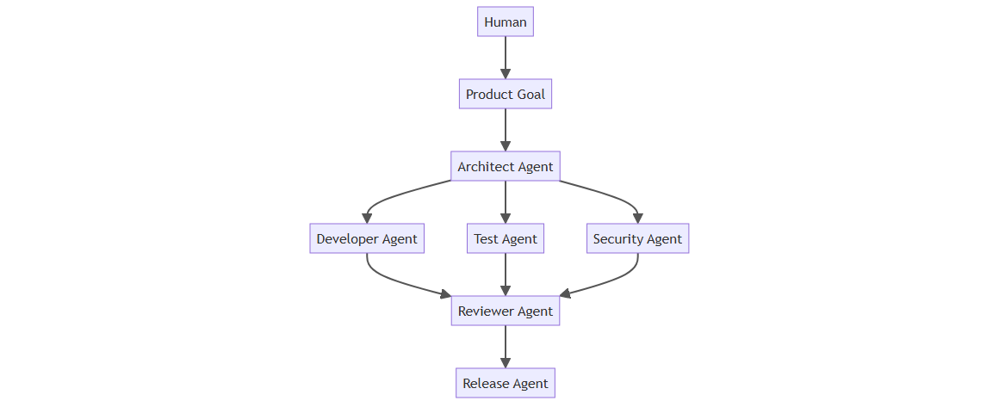 Human
Product Goal
Architect Agent
Developer Agent
Test Agent
Security Agent
Reviewer Agent
Release Agent